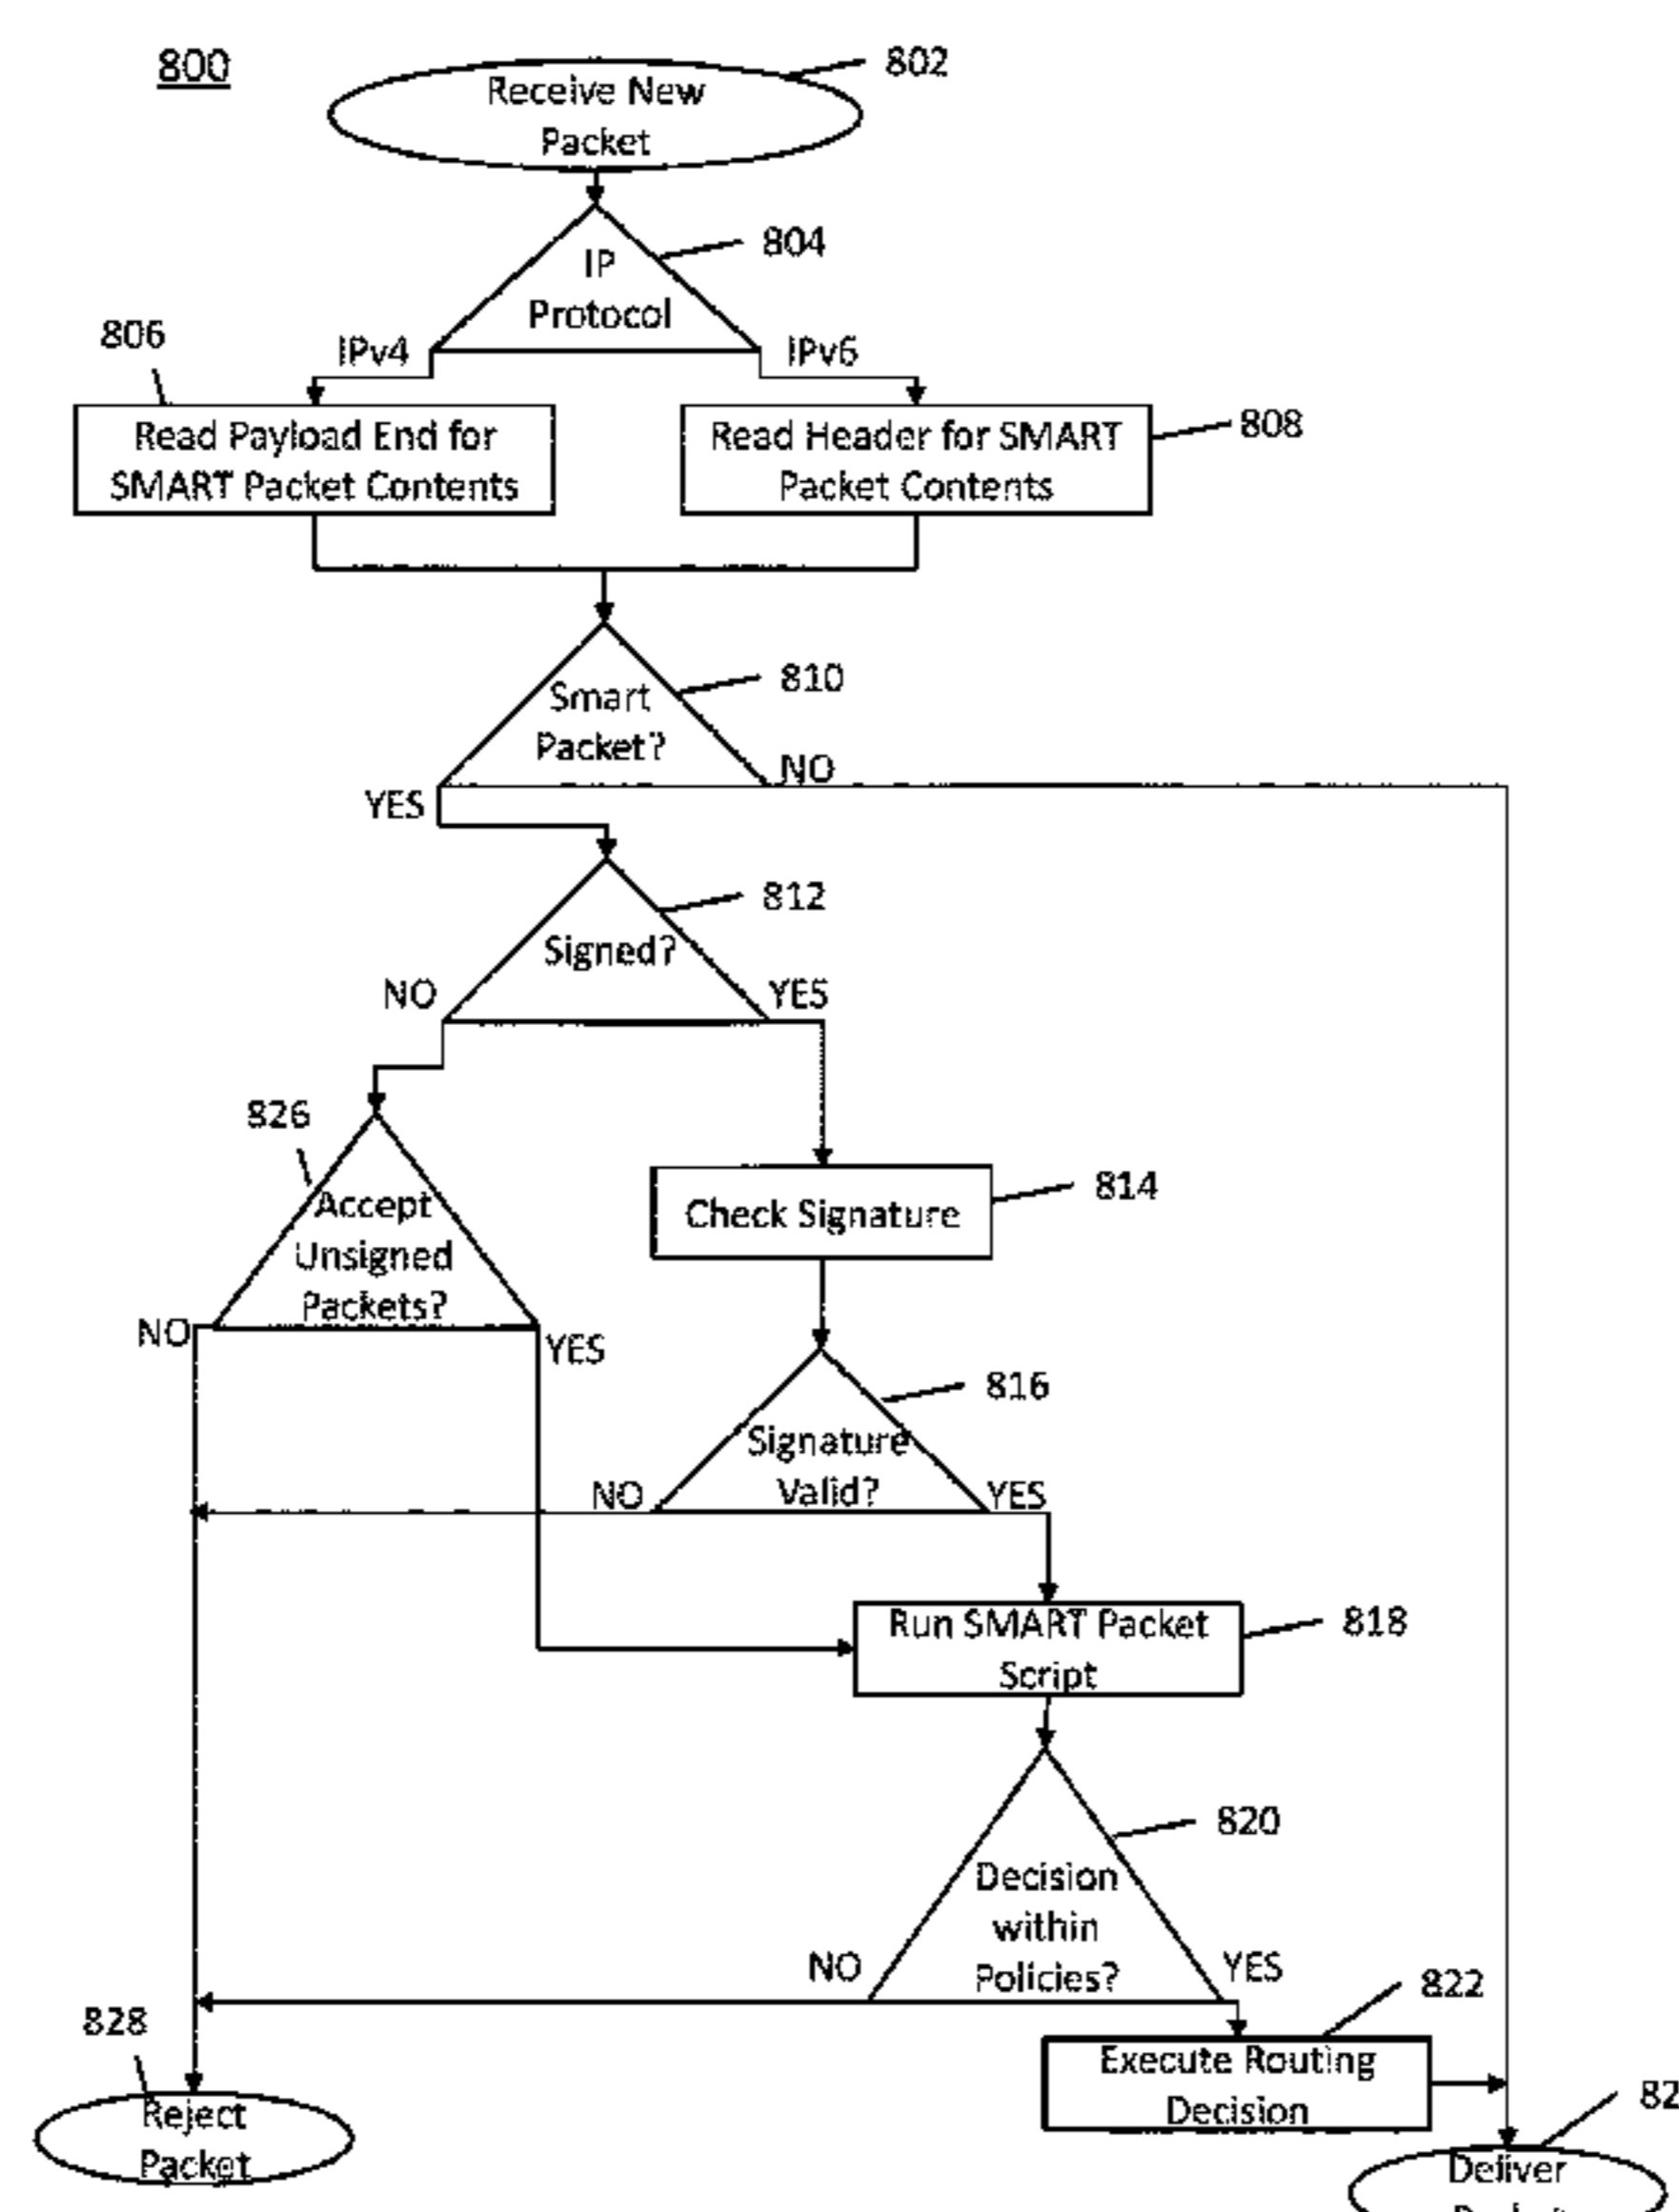 800
802
Receive New
Packet
804
IP
Protocol
806
IPv4
IPv6
Read Payload End for
SMART Packet Contents
Read Header for SMART
Packet Contents
808
810
Smart
Packet?
NO
YES
812
Signed?
NO
YES
826
Accept
Unsigned
Packets?
NO
YES
814
Check Signature
816
Signature
Valid?
NO
YES
Run SMART Packet
Script
818
820
Decision
within
Policies?
NO
YES
822
Execute Routing
Decision
828
Reject
Packet
82
Deliver